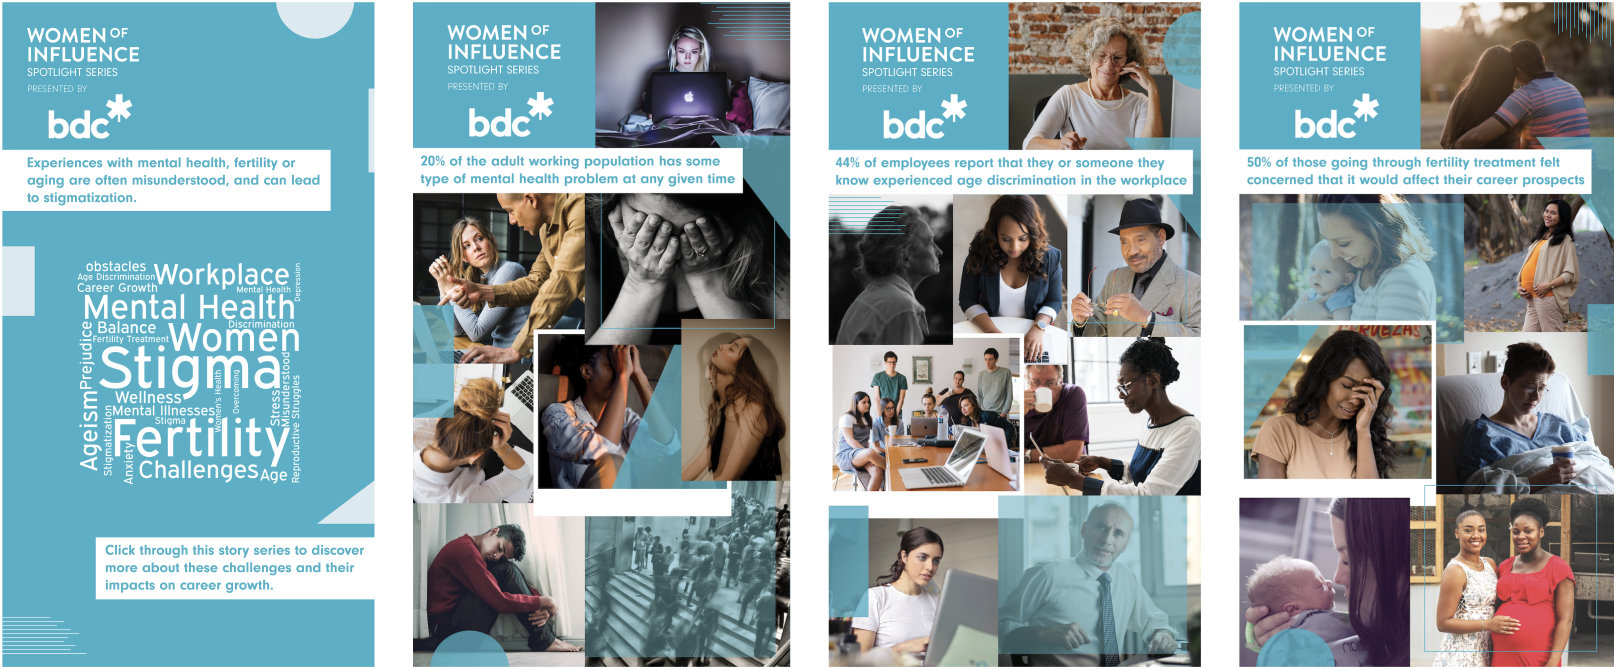 WOMEN OF
INFLUENCE
SPOTLIGHT SERIES
PRESENTED BY
bdc*
Experiences with mental health, fertility or
aging are often misunderstood, and can lead
to stigmatization.
obstacles
Age Discrimination
Career Growth
Workplace
Mental Health
Depression
Mental Health
Balance
Discrimination
Fertility Treatment
Women
Prejudice
Stigma
Ageism
Wellness
Mental Illnesses
Stigma
Women's Health
Overcoming
Stress
Misunderstood
Reproductive Struggles
Stigmatization
Fertility
Anxiety
Challenges
Age
Click through this story series to discover
more about these challenges and their
impacts on career growth.
WOMEN OF
INFLUENCE
SPOTLIGHT SERIES
PRESENTED BY
bdc*
20% of the adult working population has some
type of mental health problem at any given time
WOMEN OF
INFLUENCE
SPOTLIGHT SERIES
PRESENTED BY
bdc*
44% of employees report that they or someone they
know experienced age discrimination in the workplace
WOMEN OF
INFLUENCE
SPOTLIGHT SERIES
PRESENTED BY
bdc*
50% of those going through fertility treatment felt
concerned that it would affect their career prospects